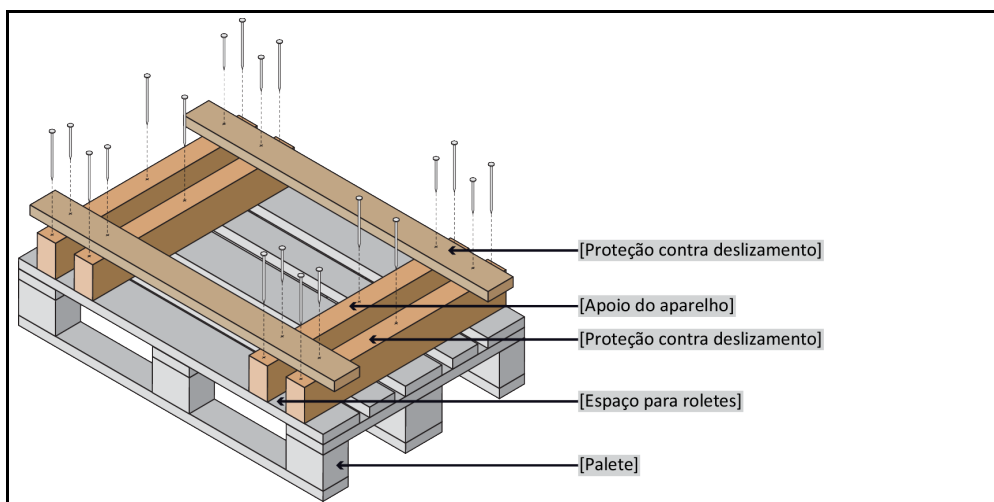 [Proteção contra deslizamento]
[Apoio do aparelho]
[Proteção contra deslizamento]
[Espaço para roletes]
[Palete]